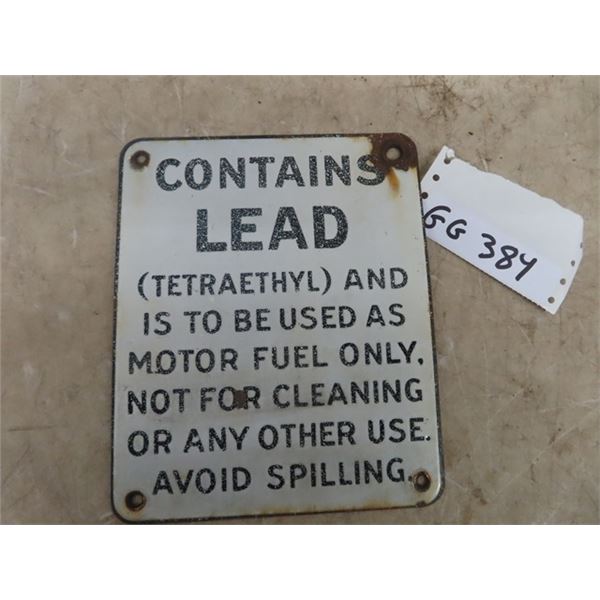 CONTAINS
LEAD
(TETRAETHYL) AND
IS TO BE USED AS
MOTOR FUEL ONLY.
NOT FOR CLEANING
OR ANY OTHER USE.
AVOID SPILLING.
GG 384